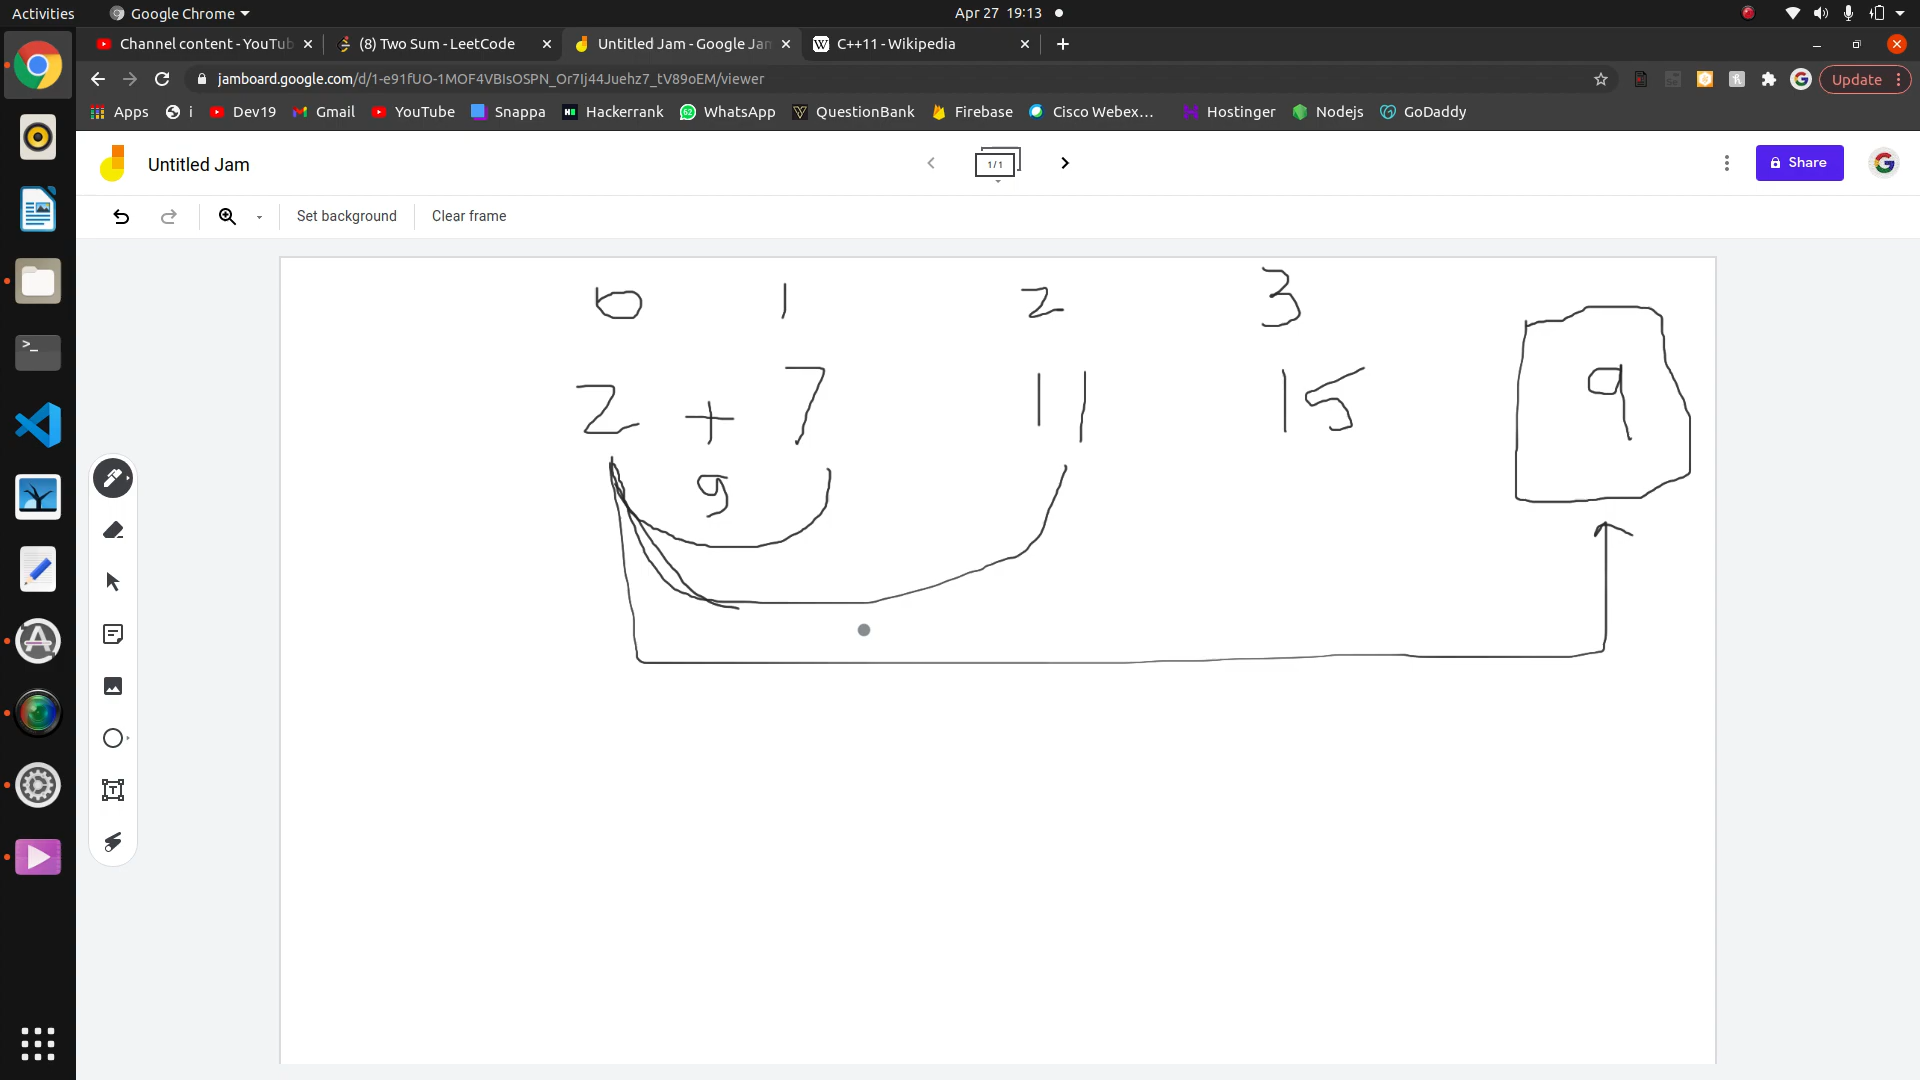 Activities Google Chrome Apr 27 19:13
Channel content - YouTub (8) Two Sum - LeetCode Untitled Jam - Google Jam C++11 - Wikipedia
jamboard.google.com/d/1-e91fUO-1MOF4VBIsOSPN_Or7Ij44Juehz7_tV89oEM/viewer Update
Apps i Dev19 Gmail YouTube Snappa Hackerrank WhatsApp QuestionBank Firebase Cisco Webex... Hostinger Nodejs GoDaddy
Untitled Jam 1/1 Share
Set background Clear frame
0 1 2 3
2 + 7 11 15 9
9